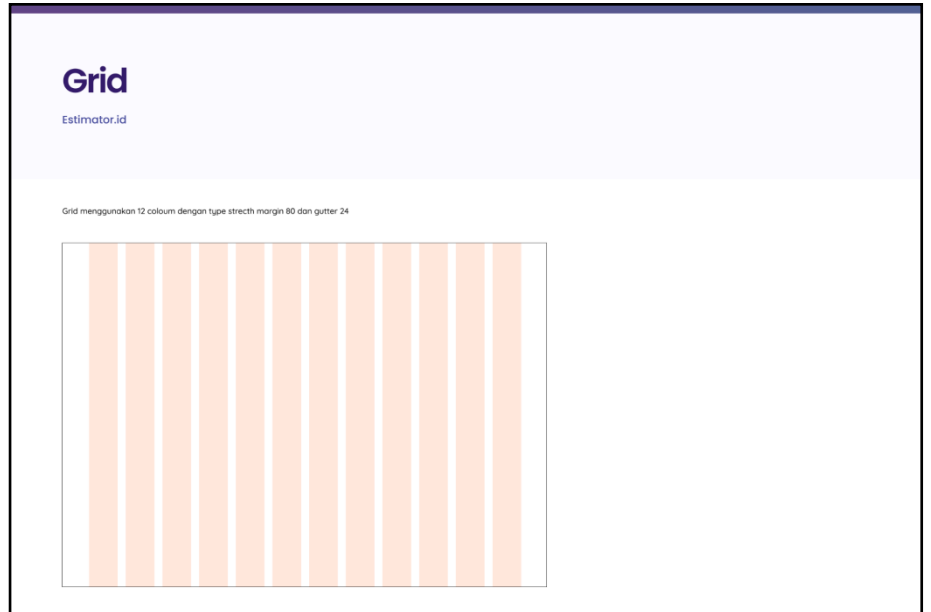 Grid
Estimator.id
Grid menggunakan 12 coloum dengan type strecth margin 80 dan gutter 24